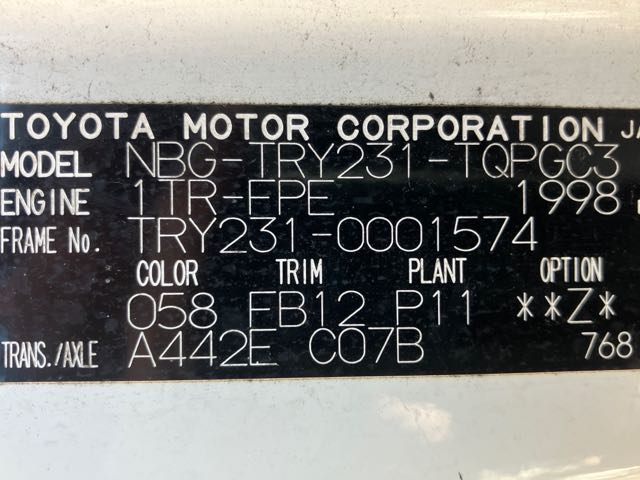 TOYOTA MOTOR CORPORATION JA
MODEL NBG-TRY231-TQPGC3
ENGINE 1TR-FPE 1998
FRAME No. TRY231-0001574
COLOR TRIM PLANT OPTION
058 FB12 P11 **Z*
TRANS./AXLE A442E C07B 768